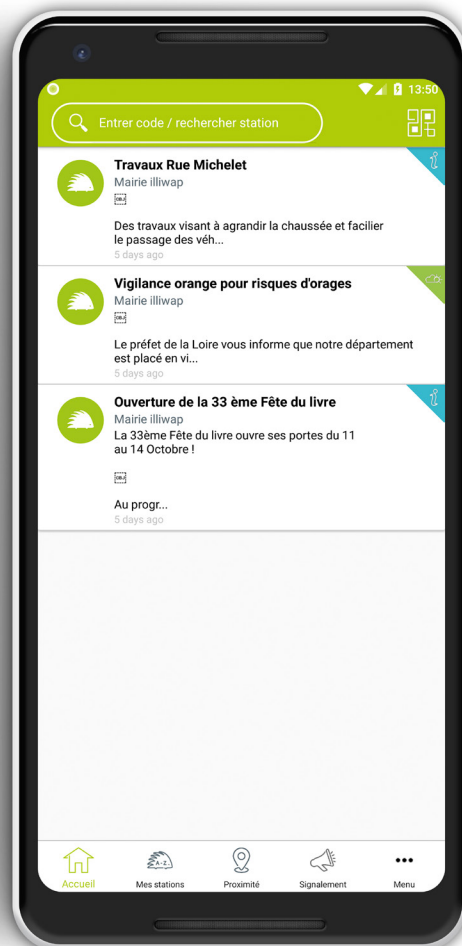 13:50
Entrer code / rechercher station
Travaux Rue Michelet
Mairie illiwap
OBJ
Des travaux visant à agrandir la chaussée et facilier
le passage des véh...
5 days ago
Vigilance orange pour risques d'orages
Mairie illiwap
OBJ
Le préfet de la Loire vous informe que notre département
est placé en vi...
5 days ago
Ouverture de la 33 ème Fête du livre
Mairie illiwap
La 33ème Fête du livre ouvre ses portes du 11
au 14 Octobre !
OBJ
Au progr...
5 days ago
A-Z
Accueil
Mes stations
Proximité
Signalement
Menu